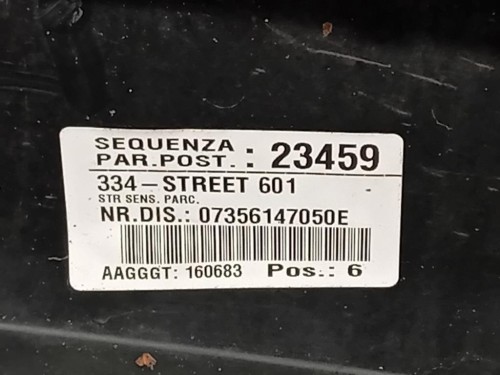 SEQUENZA
PAR.POST. : 23459
334-STREET 601
STR SENS. PARC.
NR.DIS.: 07356147050E
AAGGGT: 160683 Pos.: 6